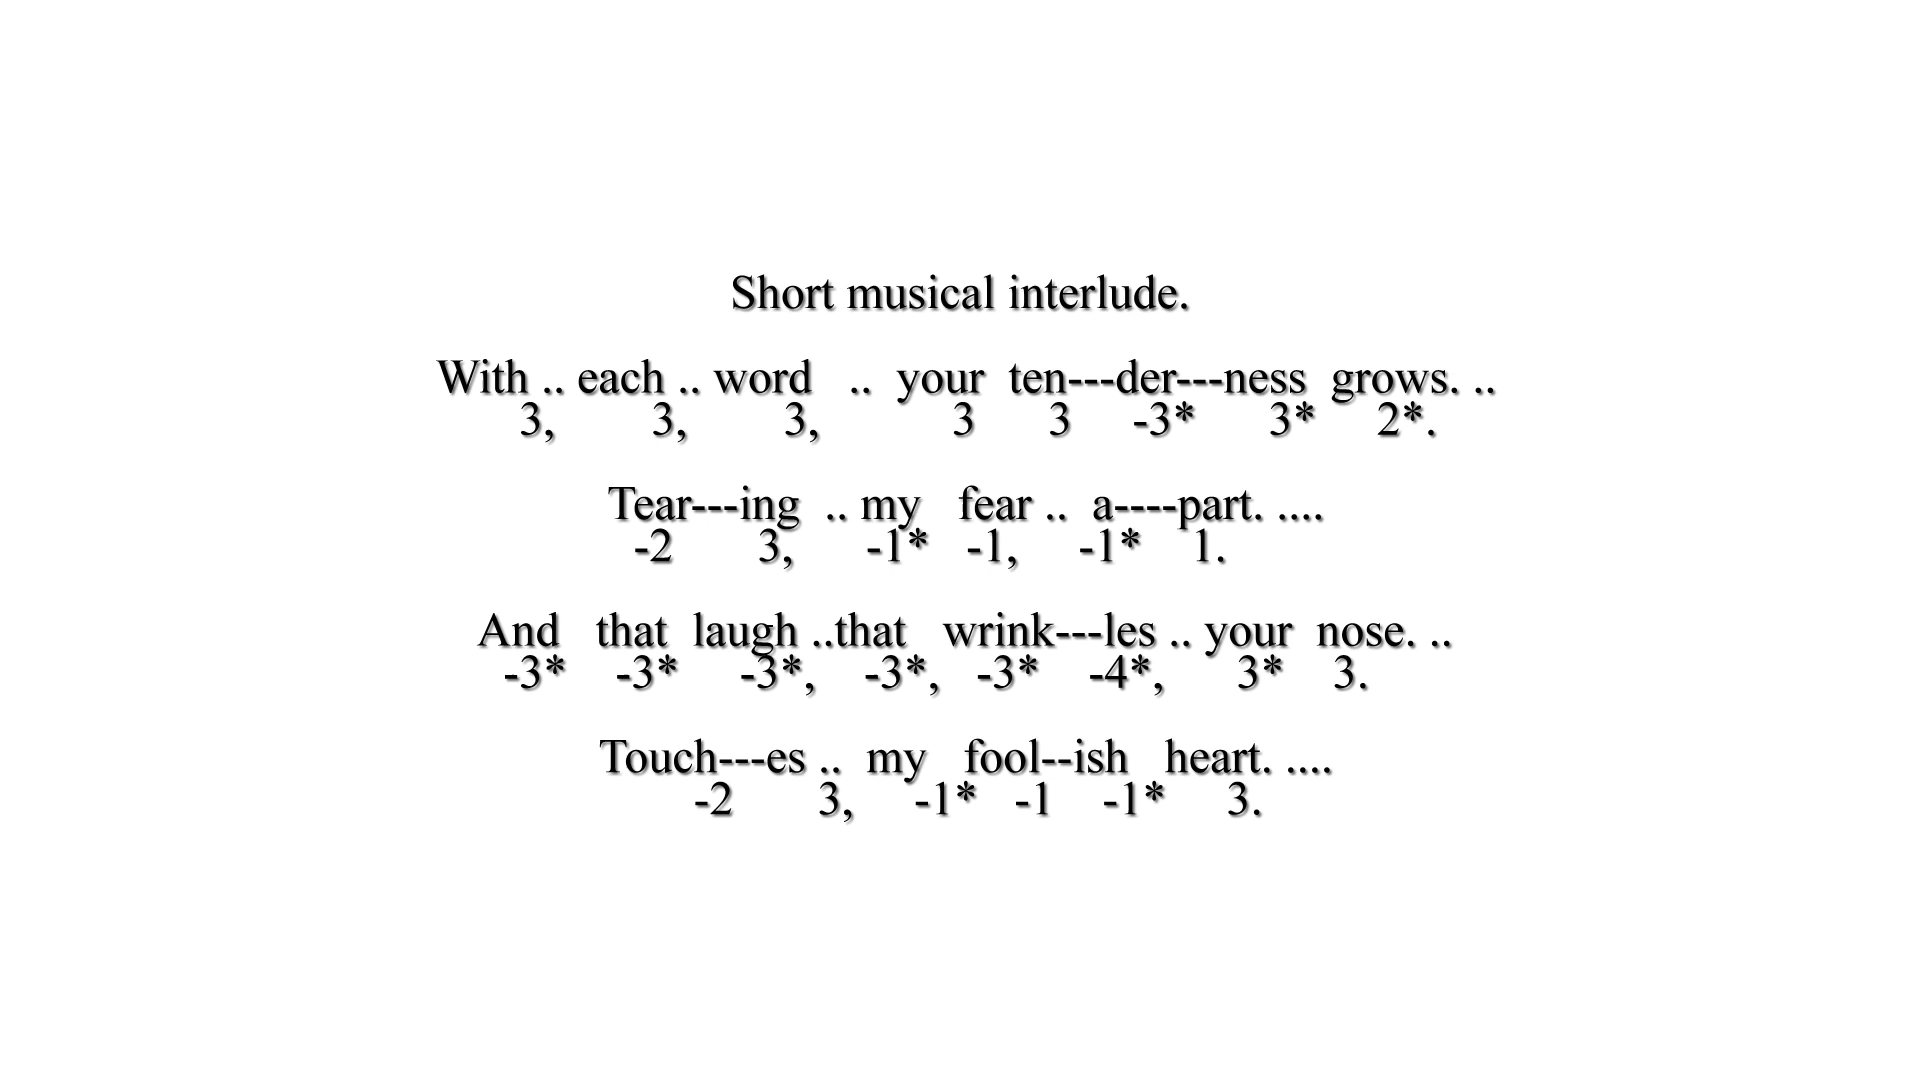 Short musical interlude.
With .. each .. word .. your ten---der---ness grows. ..
3, 3, 3, 3 3 -3* 3* 2*.
Tear---ing .. my fear .. a----part. ....
-2 3, -1* -1, -1* 1.
And that laugh ..that wrink---les .. your nose. ..
-3* -3* -3*, -3*, -3* -4*, 3* 3.
Touch---es .. my fool--ish heart. ....
-2 3, -1* -1 -1* 3.